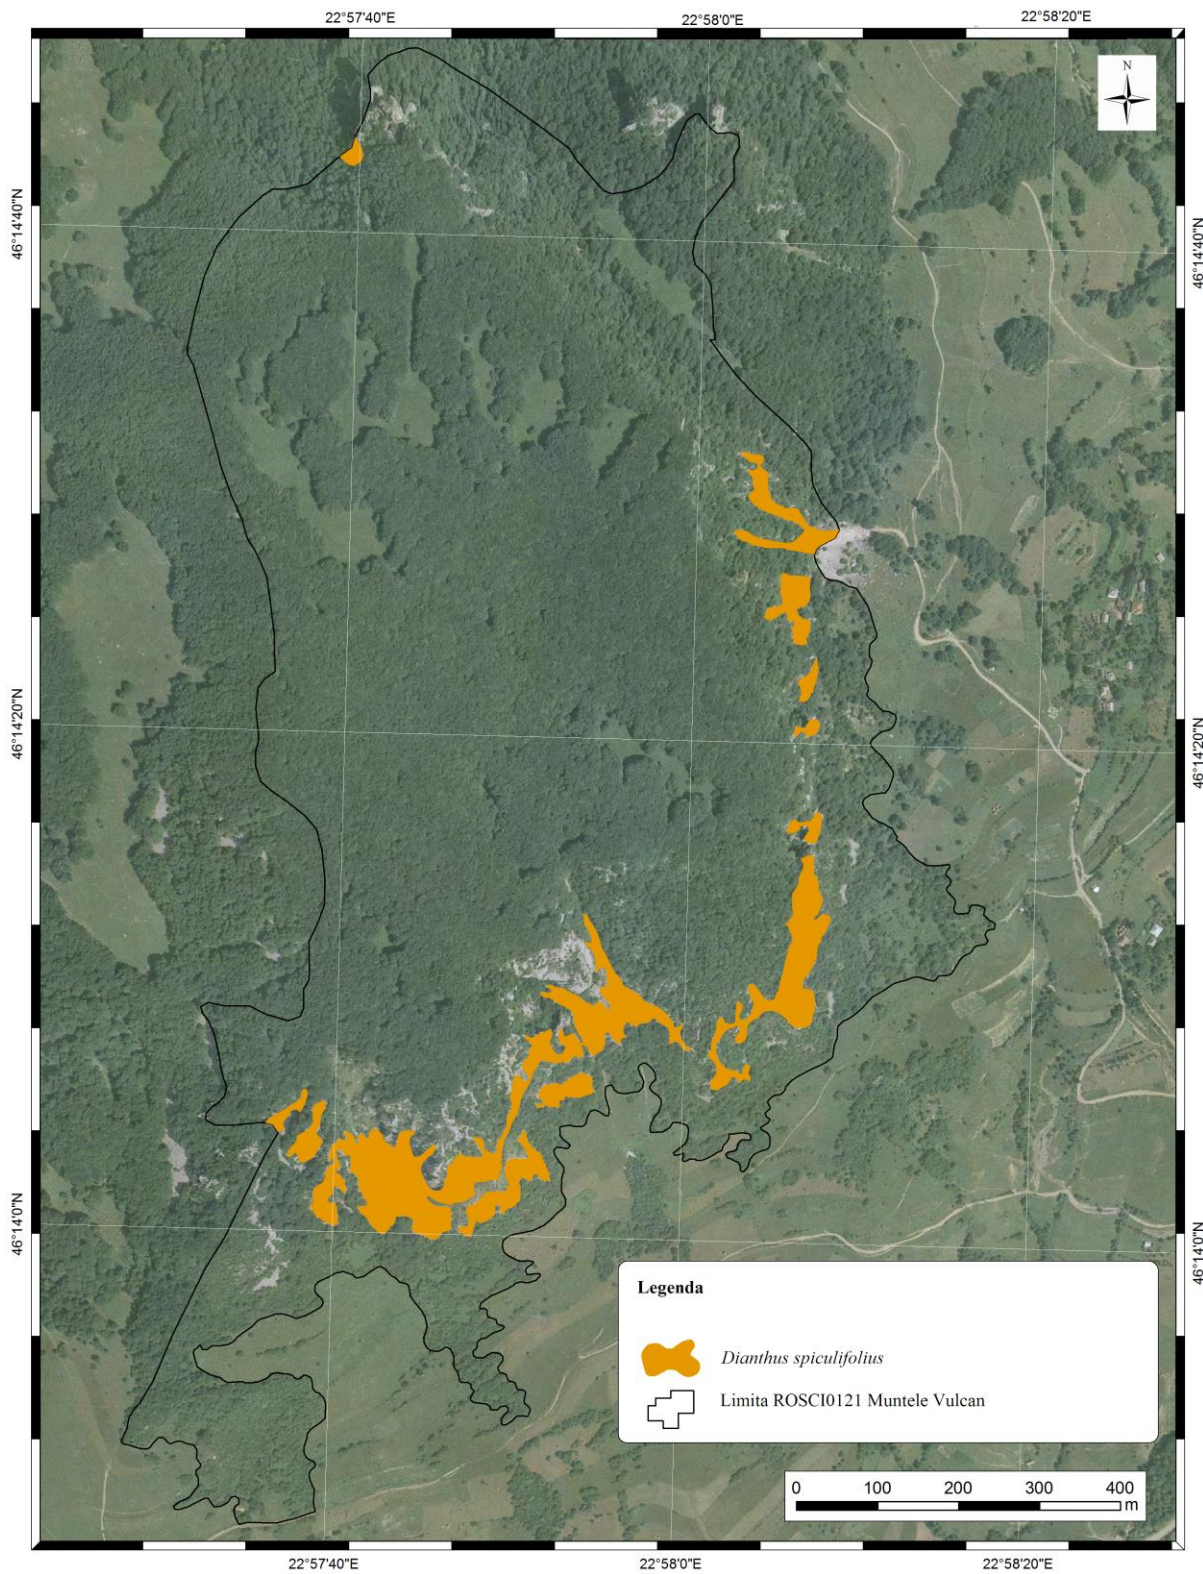 22°57'40"E 22°58'0"E 22°58'20"E
N
46°14'40"N 46°14'40"N
46°14'20"N 46°14'20"N
46°14'0"N 46°14'0"N
Legenda
Dianthus spiculifolius
Limita ROSCI0121 Muntele Vulcan
0 100 200 300 400
m
22°57'40"E 22°58'0"E 22°58'20"E